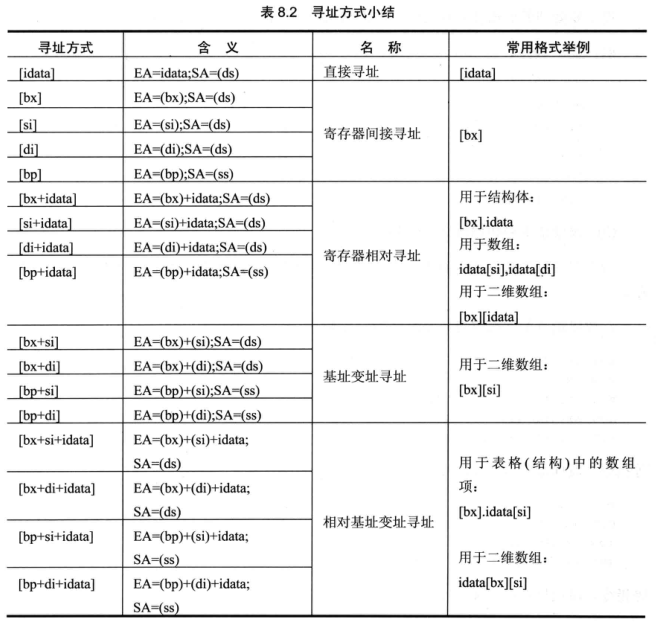 表 8.2 寻址方式小结
寻址方式 含 义 名 称 常用格式举例
[idata] EA=idata;SA=(ds) 直接寻址 [idata]
[bx] EA=(bx);SA=(ds)
[si] EA=(si);SA=(ds)
寄存器间接寻址 [bx]
[di] EA=(di);SA=(ds)
[bp] EA=(bp);SA=(ss)
[bx+idata] EA=(bx)+idata;SA=(ds) 用于结构体：
[si+idata] EA=(si)+idata;SA=(ds) [bx].idata
[di+idata] EA=(di)+idata;SA=(ds) 寄存器相对寻址 用于数组：
[bp+idata] EA=(bp)+idata;SA=(ss) idata[si],idata[di]
用于二维数组：
[bx][idata]
[bx+si] EA=(bx)+(si);SA=(ds)
[bx+di] EA=(bx)+(di);SA=(ds) 基址变址寻址 用于二维数组：
[bp+si] EA=(bp)+(si);SA=(ss) [bx][si]
[bp+di] EA=(bp)+(di);SA=(ss)
[bx+si+idata] EA=(bx)+(si)+idata;
SA=(ds) 用于表格(结构)中的数组
[bx+di+idata] EA=(bx)+(di)+idata; 项：
SA=(ds) 相对基址变址寻址 [bx].idata[si]
[bp+si+idata] EA=(bp)+(si)+idata;
SA=(ss) 用于二维数组：
[bp+di+idata] EA=(bp)+(di)+idata; idata[bx][si]
SA=(ss)